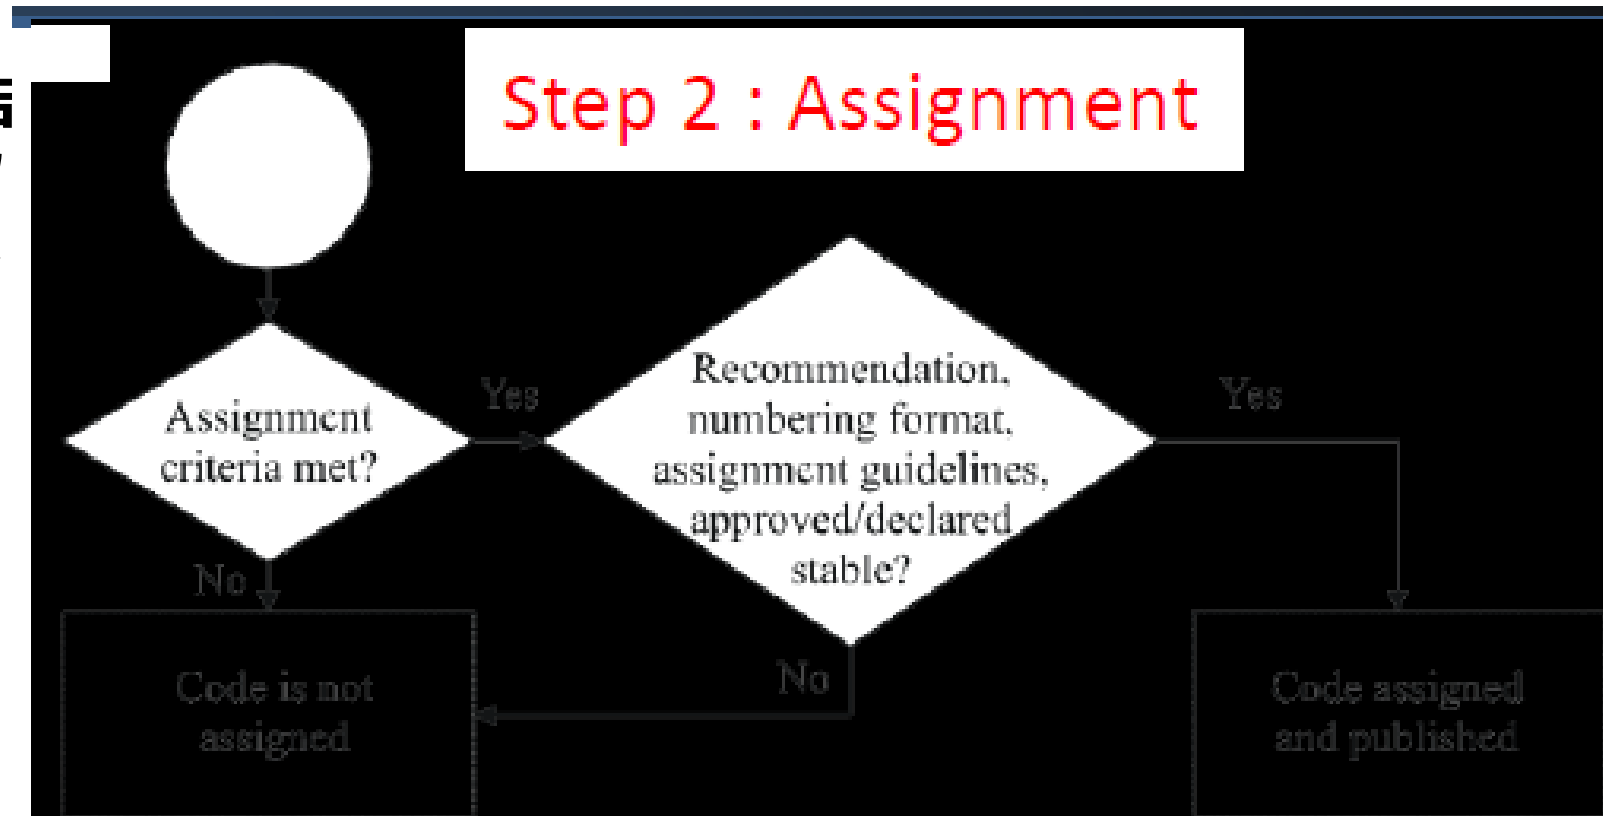 Step 2 : Assignment
Assignment
criteria met?
Yes
Recommendation,
numbering format,
assignment guidelines,
approved/declared
stable?
Yes
No
No
Code is not
assigned
Code assigned
and published